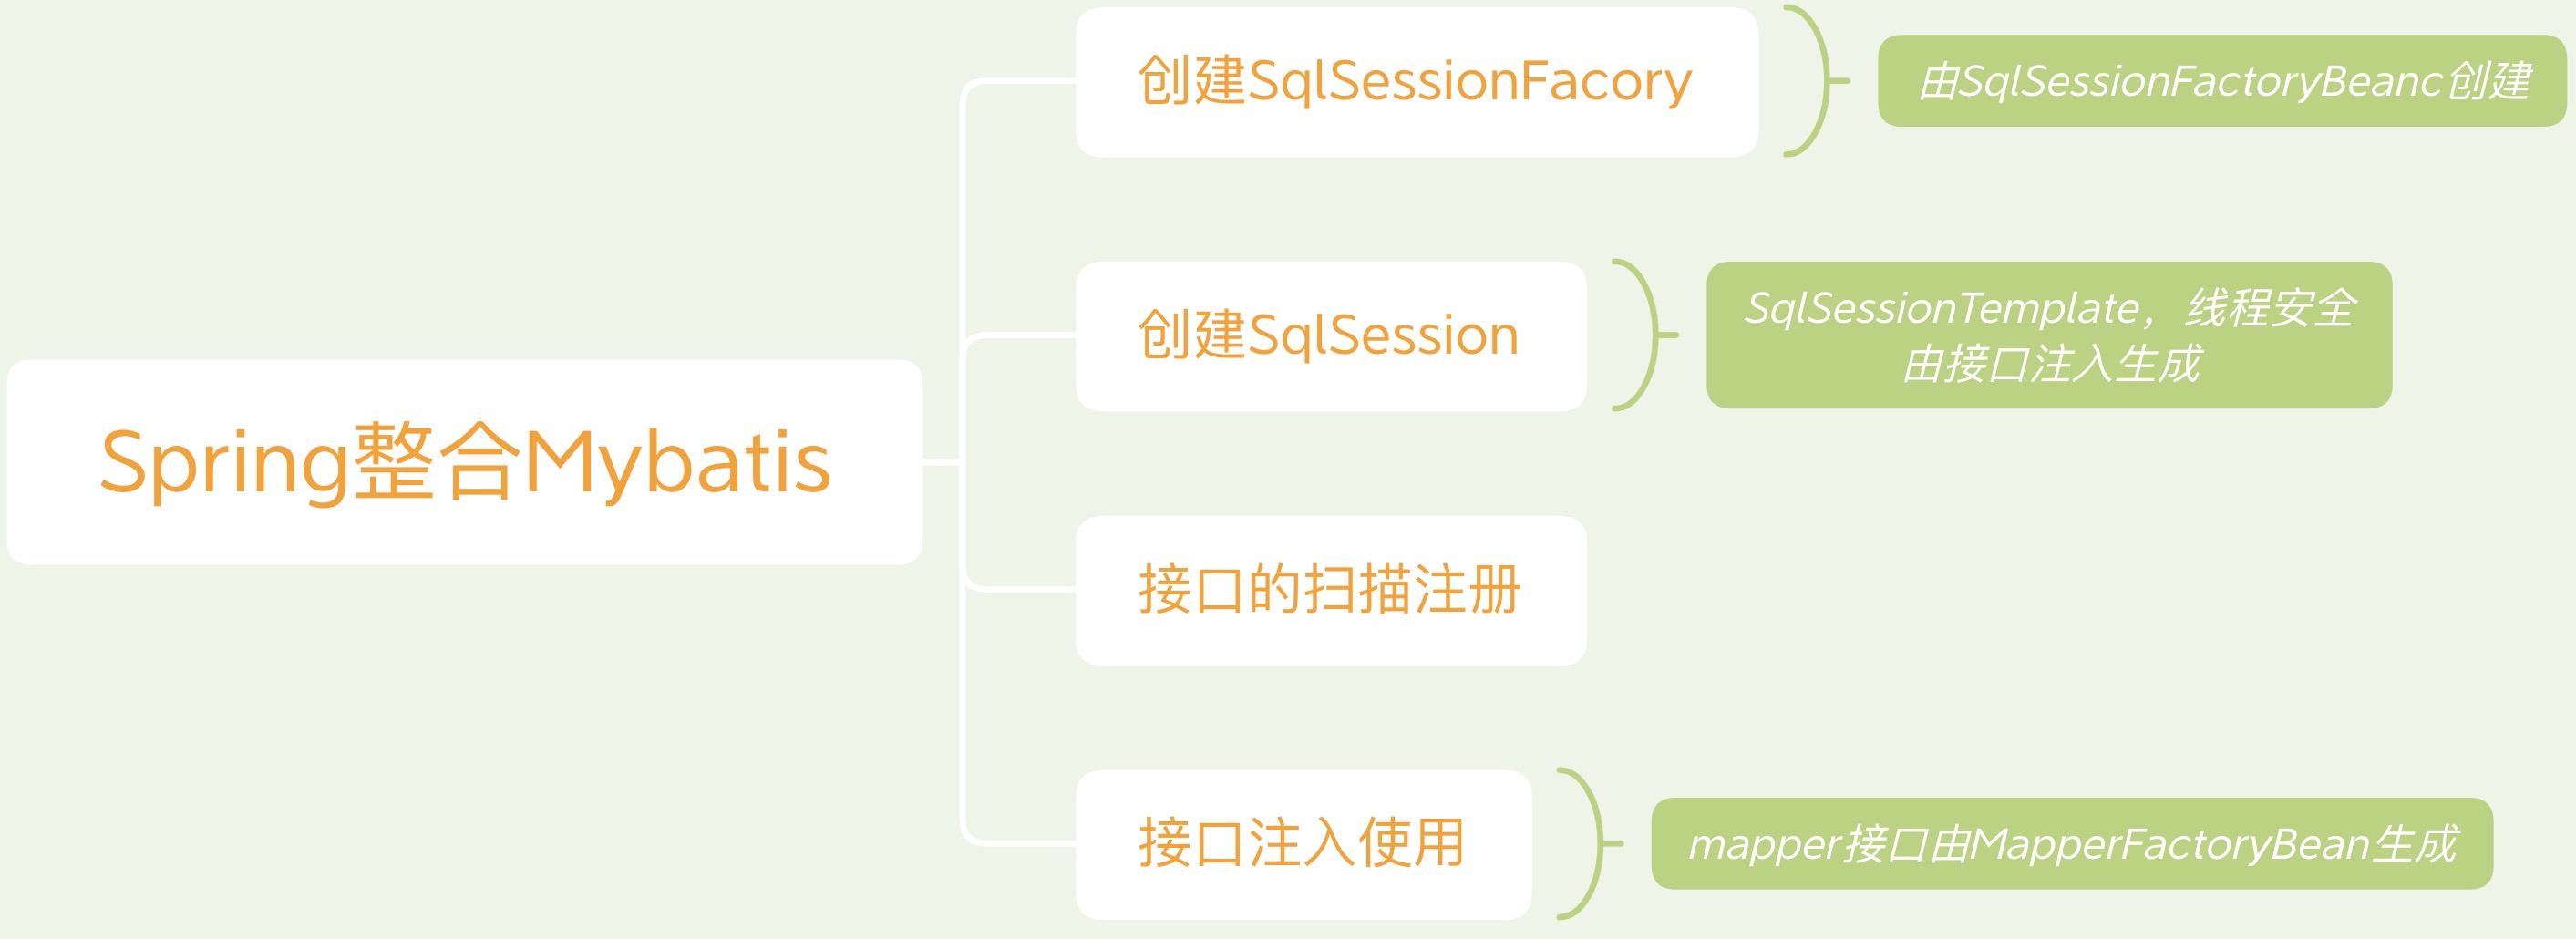 Spring整合Mybatis
创建SqlSessionFacory
由SqlSessionFactoryBeanc创建
创建SqlSession
SqlSessionTemplate，线程安全
由接口注入生成
接口的扫描注册
接口注入使用
mapper接口由MapperFactoryBean生成